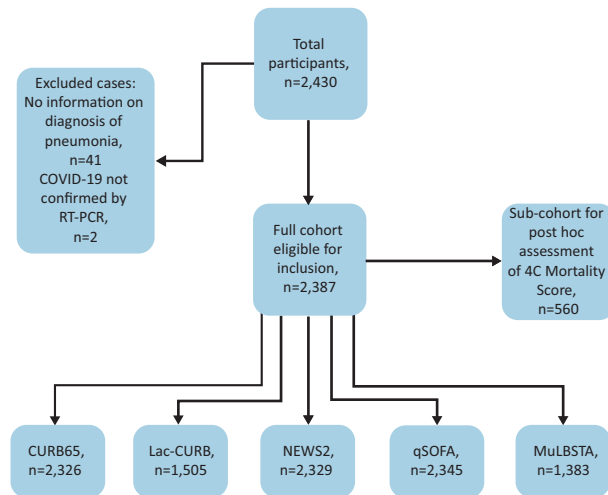 Total
participants,
n=2,430
Excluded cases:
No information on
diagnosis of
pneumonia,
n=41
COVID-19 not
confirmed by
RT-PCR,
n=2
Full cohort
eligible for
inclusion,
n=2,387
Sub-cohort for
post hoc
assessment
of 4C Mortality
Score,
n=560
CURB65,
n=2,326
Lac-CURB,
n=1,505
NEWS2,
n=2,329
qSOFA,
n=2,345
MuLBSTA,
n=1,383